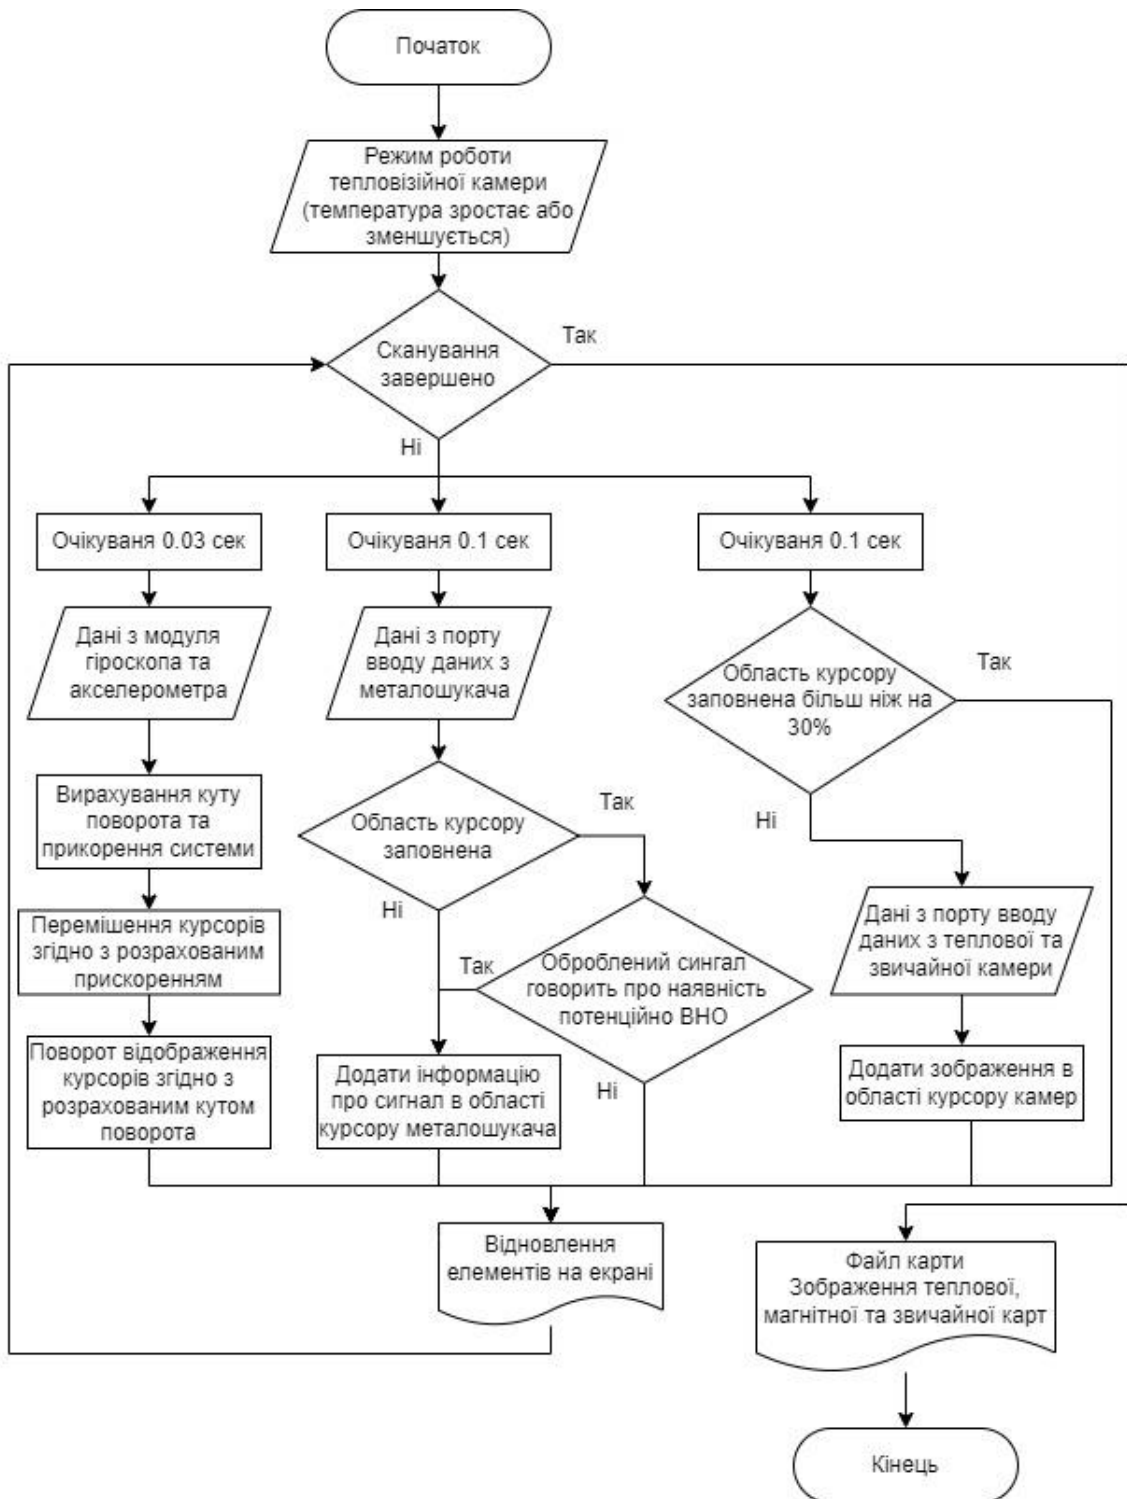 Початок
Режим роботи
тепловізійної камери
(температура зростає або
зменшується)
Сканування
завершено
Так
Ні
Очікуваня 0.03 сек
Дані з модуля
гіроскопа та
акселерометра
Вирахування куту
поворота та
прикорення системи
Перемішення курсорів
згідно з розрахованим
прискоренням
Поворот відображення
курсорів згідно з
розрахованим кутом
поворота
Очікуваня 0.1 сек
Дані з порту
вводу даних з
металошукача
Область курсору
заповнена
Так
Ні
Оброблений сингал
говорить про наявність
потенційно ВНО
Так
Ні
Додати інформацію
про сигнал в області
курсору металошукача
Очікуваня 0.1 сек
Область курсору
заповнена більш ніж на
30%
Так
Ні
Дані з порту вводу
даних з теплової та
звичайної камери
Додати зображення в
області курсору камер
Відновлення
елементів на екрані
Файл карти
Зображення теплової,
магнітної та звичайної карт
Кінець